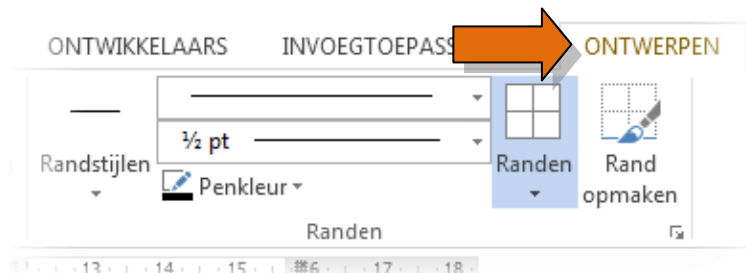 ONTWIKKELAARS INVOEGTOEPASS ONTWERPEN
½ pt
Randstijlen Randen Rand opmaken
Penkleur
Randen
13 14 15 16 17 18